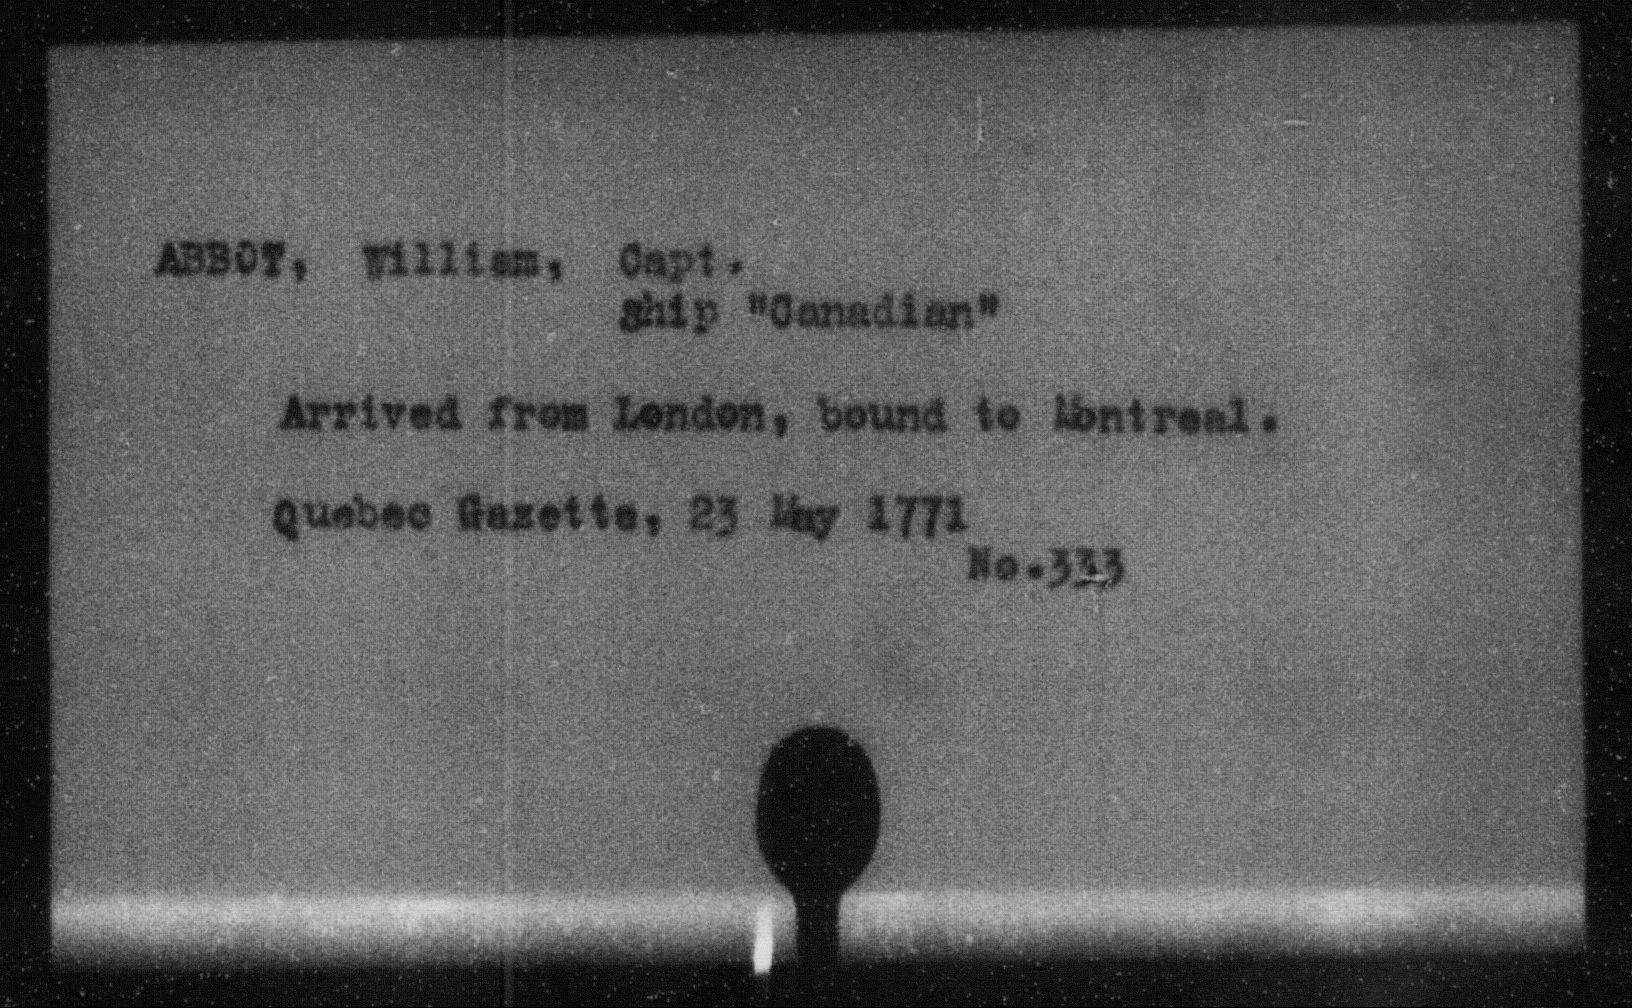 ABBOT, William, Capt.
ship "Canadian"
Arrived from London, bound to Montreal.
Quebec Gazette, 23 May 1771
No.333